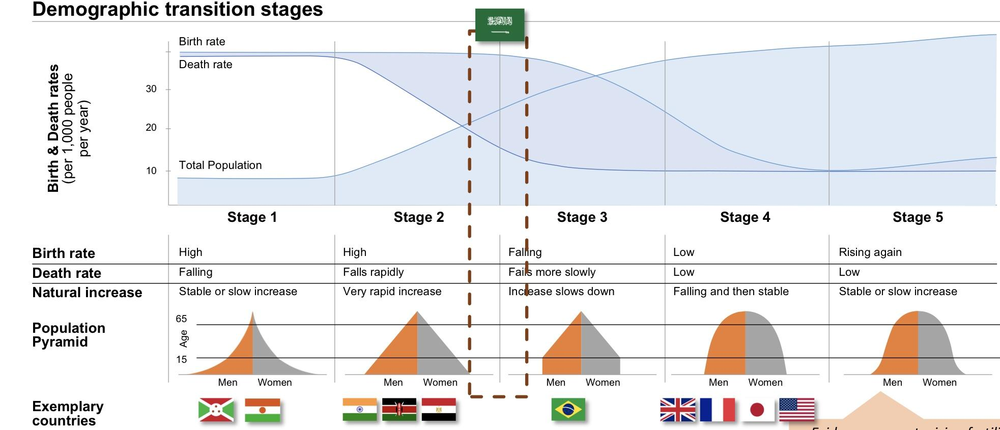 Demographic transition stages
Birth rate
Death rate
Total Population
Birth & Death rates
(per 1,000 people
per year)
30
20
10
Stage 1
Stage 2
Stage 3
Stage 4
Stage 5
Birth rate
High
High
Falling
Low
Rising again
Death rate
Falling
Falls rapidly
Falls more slowly
Low
Low
Natural increase
Stable or slow increase
Very rapid increase
Increase slows down
Falling and then stable
Stable or slow increase
Population
Pyramid
65
Age
15
Men
Women
Men
Women
Men
Women
Men
Women
Men
Women
Exemplary
countries